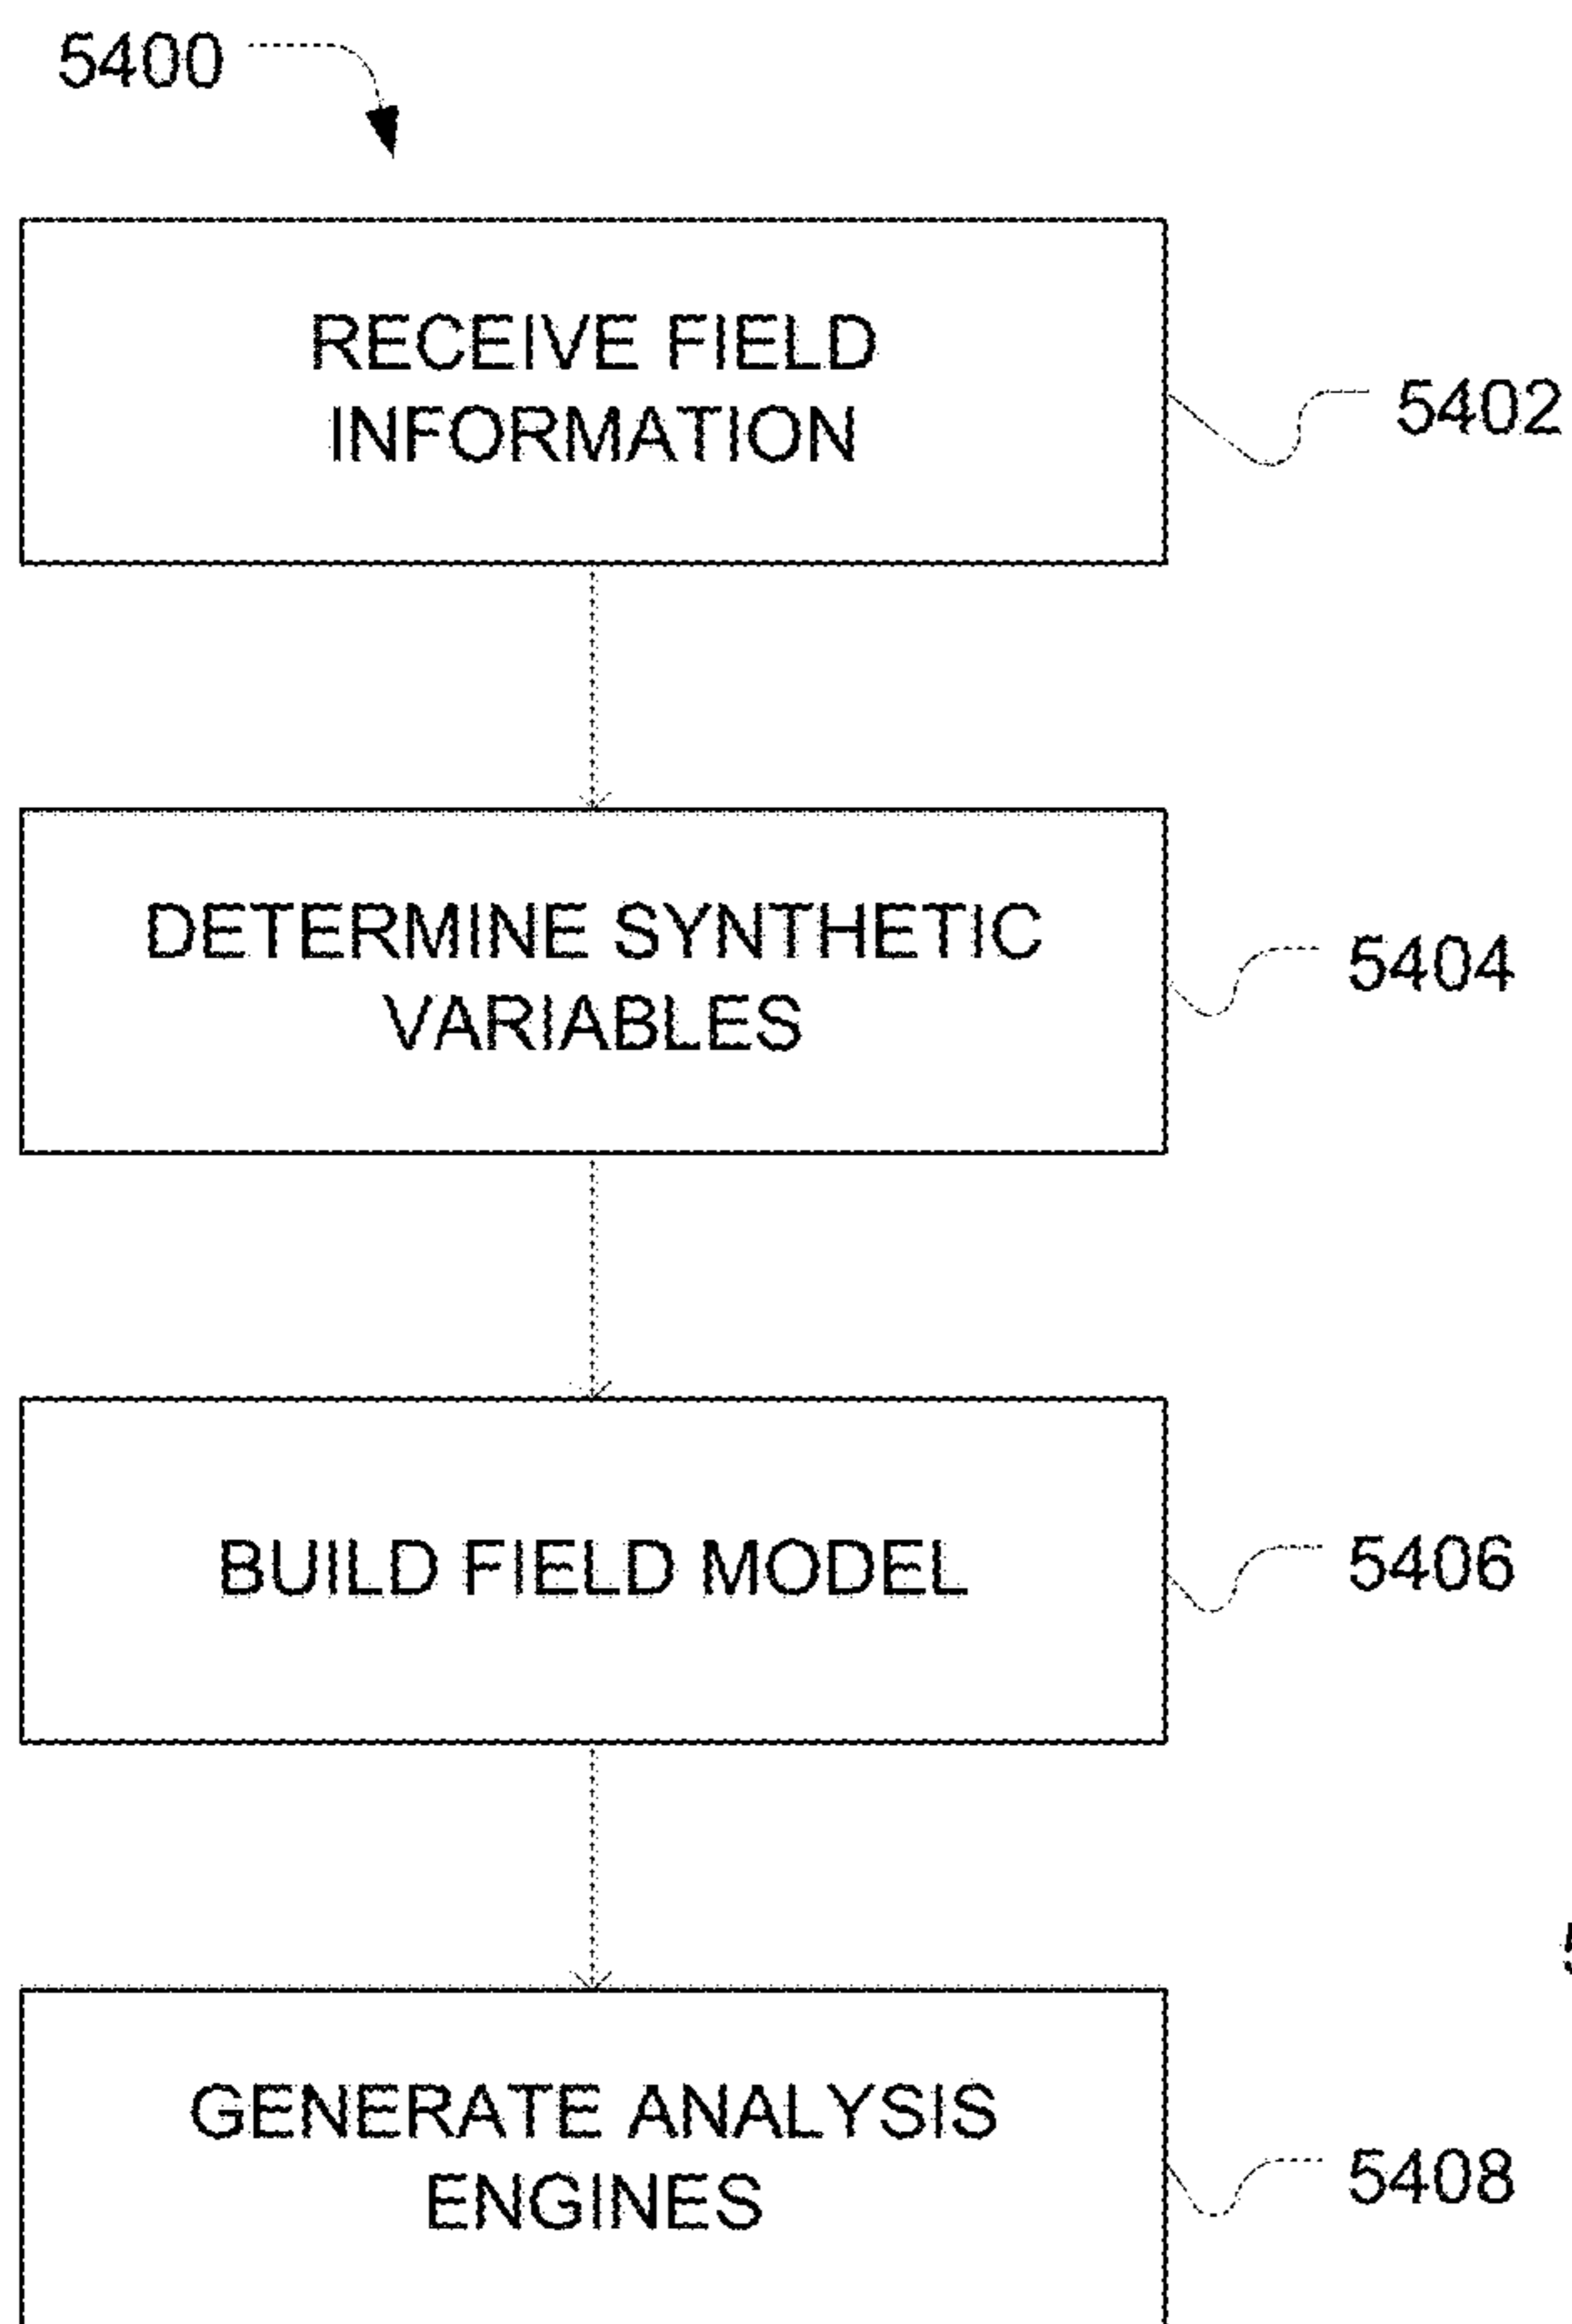 5400
RECEIVE FIELD
INFORMATION
5402
DETERMINE SYNTHETIC
VARIABLES
5404
BUILD FIELD MODEL
5406
GENERATE ANALYSIS
ENGINES
5408